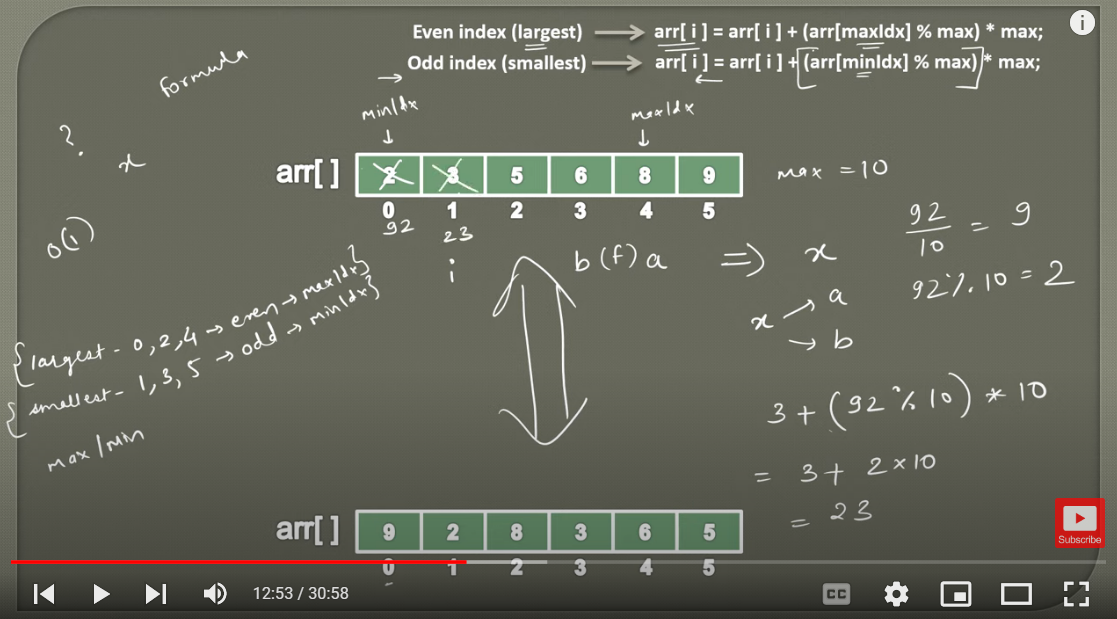 Even index (largest) → arr[ i ] = arr[ i ] + (arr[maxIdx] % max) * max;
Odd index (smallest) → arr[ i ] = arr[ i ] + (arr[minIdx] % max) * max;
Formula
? x
O(1)
minIdx
maxIdx
arr[ ] 2 3 5 6 8 9
0 1 2 3 4 5
92 23
i
max = 10
b (f) a ⇒ x
x → a
→ b
92/10 = 9
92 % 10 = 2
{largest - 0, 2, 4 → even → maxIdx}
{smallest - 1, 3, 5 → odd → minIdx}
max/min
3 + (92 % 10) * 10
= 3 + 2 × 10
= 23
arr[ ] 9 2 8 3 6 5
0 1 2 3 4 5
Subscribe
12:53 / 30:58
CC